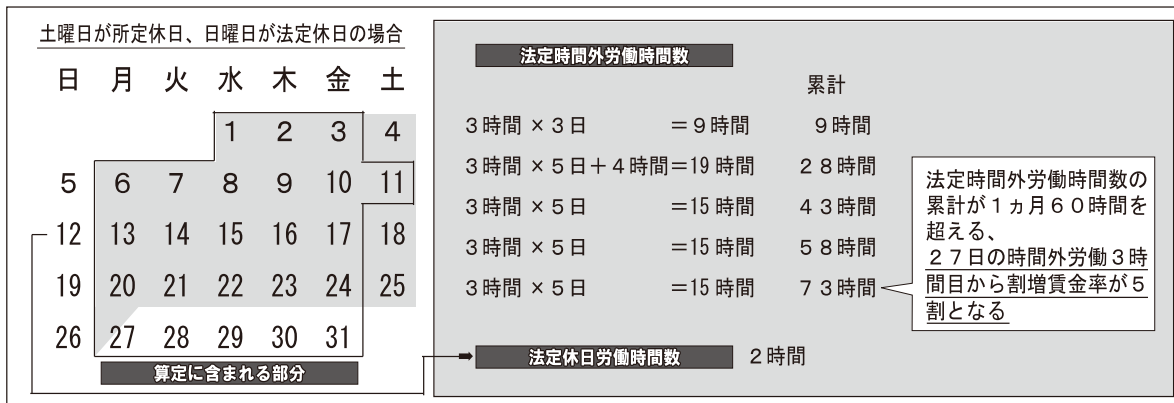 土曜日が所定休日、日曜日が法定休日の場合
日 月 火 水 木 金 土
1 2 3 4
5 6 7 8 9 10 11
12 13 14 15 16 17 18
19 20 21 22 23 24 25
26 27 28 29 30 31
算定に含まれる部分
法定時間外労働時間数
累計
3時間 × 3日 =9時間 9時間
3時間 × 5日+4時間=19時間 28時間
3時間 × 5日 =15時間 43時間
3時間 × 5日 =15時間 58時間
3時間 × 5日 =15時間 73時間
法定時間外労働時間数の
累計が1ヵ月60時間を
超える、
27日の時間外労働3時
間目から割増賃金率が5
割となる
法定休日労働時間数 2時間